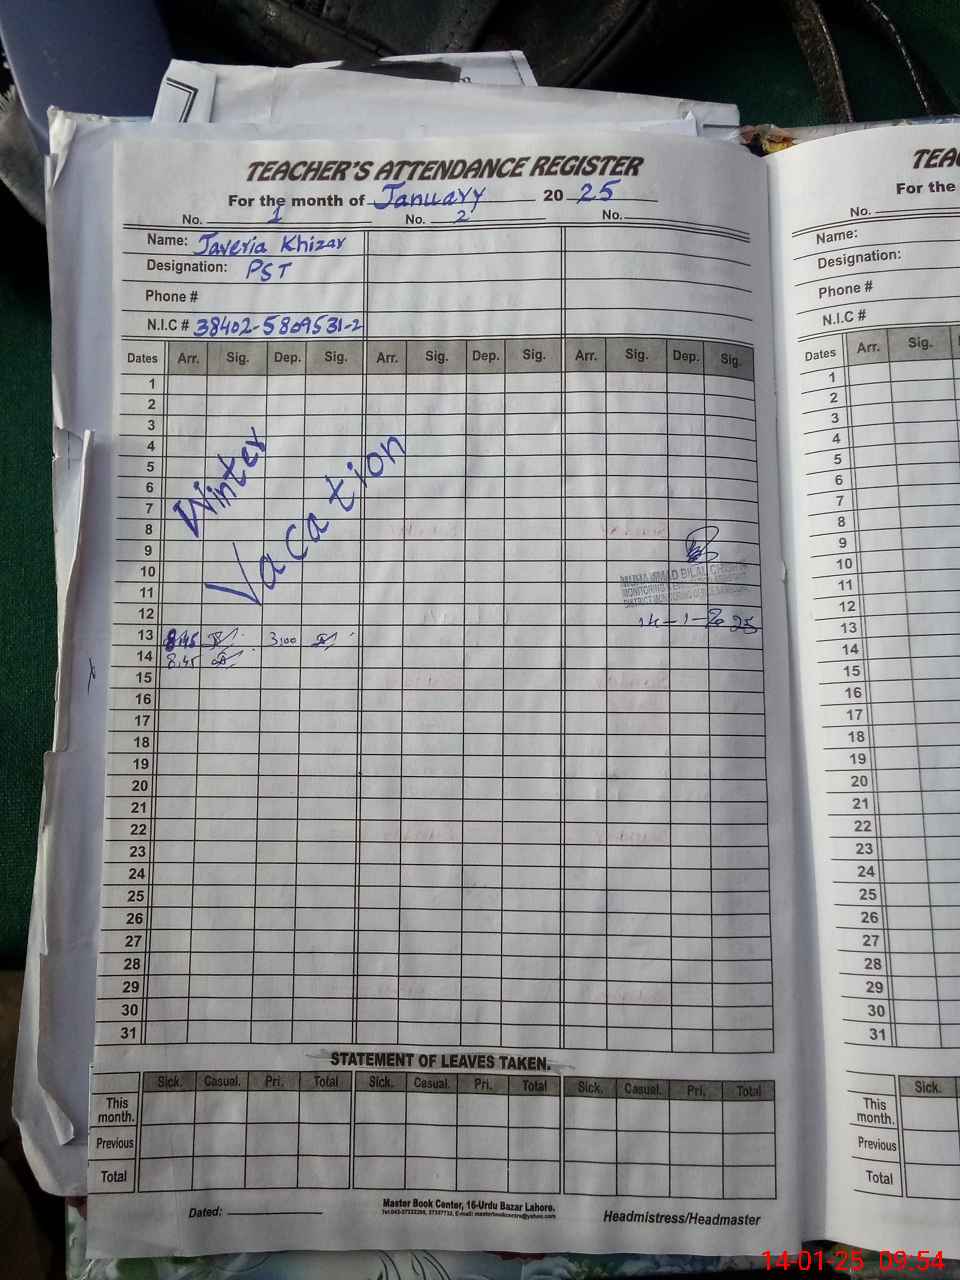 TEACHER'S ATTENDANCE REGISTER
For the month of January 20 25
No. 1 No. 2 No.
Name: Javeria Khizar
Designation: PST
Phone #
N.I.C # 38402-5809531-2
Dates Arr. Sig. Dep. Sig. Arr. Sig. Dep. Sig. Arr. Sig. Dep. Sig.
1
2
3
4
5
6
7
8
9
10
11
12
13 8,45 3,00
14 8,45
15
16
17
18
19
20
21
22
23
24
25
26
27
28
29
30
31
Winter
Vacation
MUHAMMAD BILAL
MONITORING
DISTRICT MONITORING
14-1-2025
STATEMENT OF LEAVES TAKEN.
Sick. Casual. Pri. Total Sick. Casual. Pri. Total Sick. Casual. Pri. Total
This month.
Previous
Total
Dated:
Master Book Center, 16-Urdu Bazar Lahore.
Headmistress/Headmaster
TEA
For the
No.
Name:
Designation:
Phone #
N.I.C #
Dates Arr. Sig.
1
2
3
4
5
6
7
8
9
10
11
12
13
14
15
16
17
18
19
20
21
22
23
24
25
26
27
28
29
30
31
Sick.
This month.
Previous
Total
14-01-25 09:54